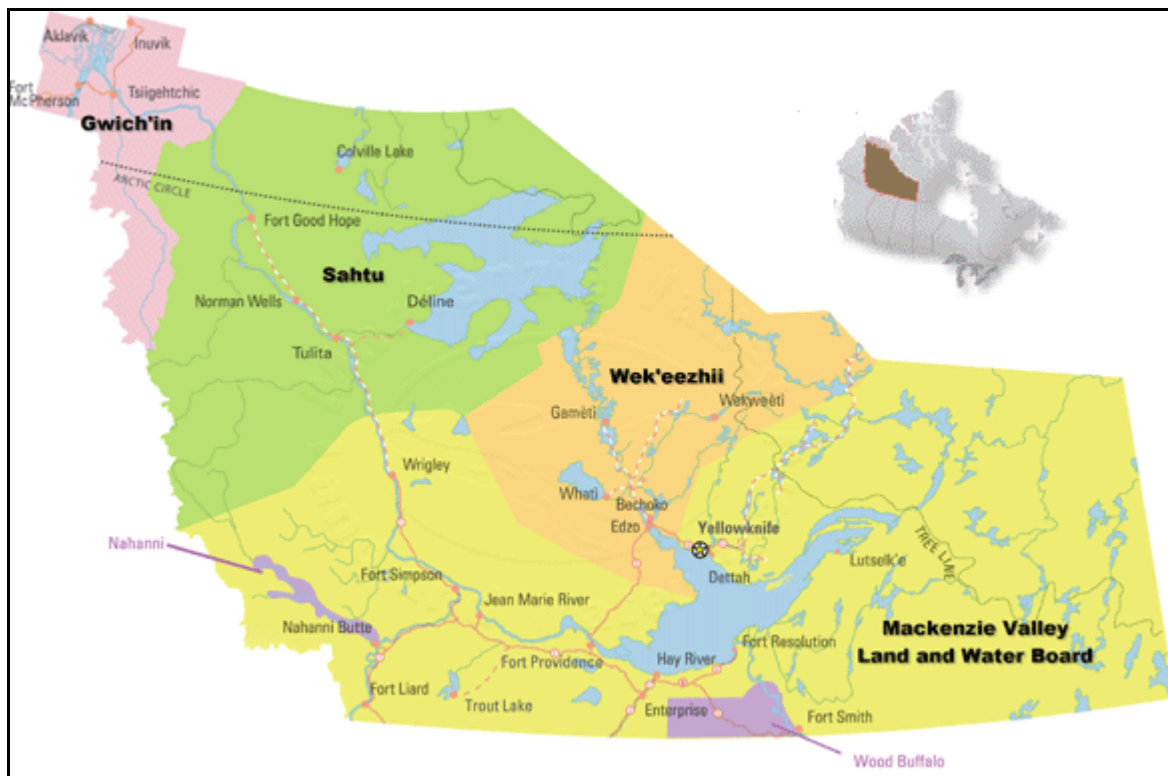 Aklavik
Inuvik
Fort
McPherson
Tsiigehtchic
Gwich'in
Colville Lake
ARCTIC CIRCLE
Fort Good Hope
Sahtu
Norman Wells
Déline
Tulita
Wek'eezhii
Gamèti
Wekweèti
Wrigley
Whatì
Bechoko
Edzo
Yellowknife
Nahanni
TREE LINE
Lutselk'e
Dettah
Fort Simpson
Jean Marie River
Nahanni Butte
Mackenzie Valley
Land and Water Board
Fort Resolution
Hay River
Fort Providence
Fort Liard
Trout Lake
Enterprise
Fort Smith
Wood Buffalo